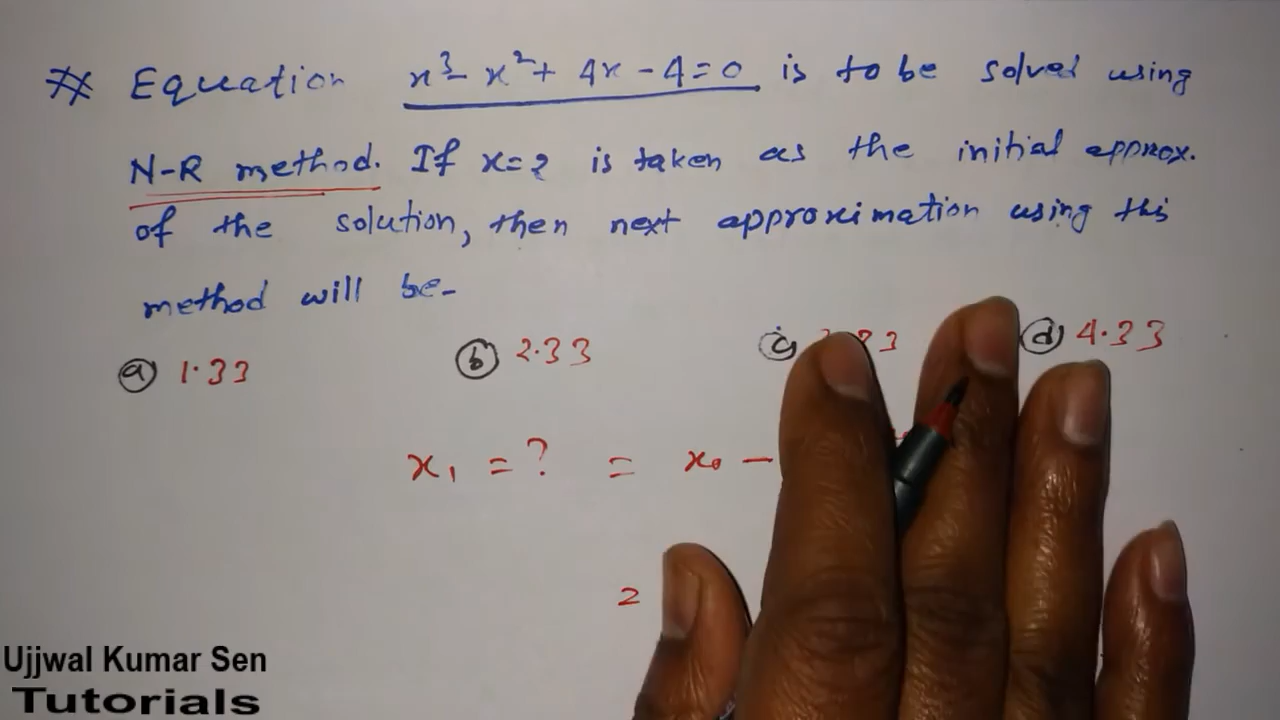 Equation x³- x²+ 4x - 4 = 0 is to be solved using
N-R method. If x=2 is taken as the initial approx.
of the solution, then next approximation using this
method will be-
(a) 1.33 (b) 2.33 (c) (d) 4.33
x₁ = ? = x₀ -
2
Ujjwal Kumar Sen
Tutorials